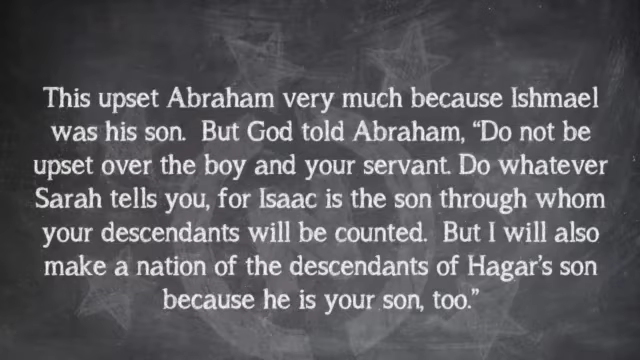 This upset Abraham very much because Ishmael
was his son.  But God told Abraham, “Do not be
upset over the boy and your servant. Do whatever
Sarah tells you, for Isaac is the son through whom
your descendants will be counted.  But I will also
make a nation of the descendants of Hagar’s son
because he is your son, too.”